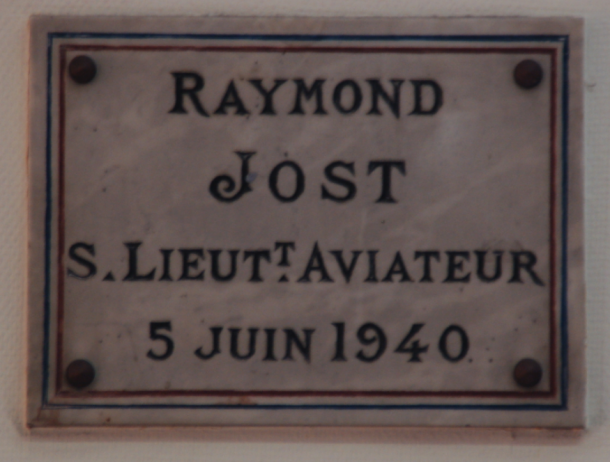 RAYMOND
JOST
S. LIEUTT. AVIATEUR
5 JUIN 1940